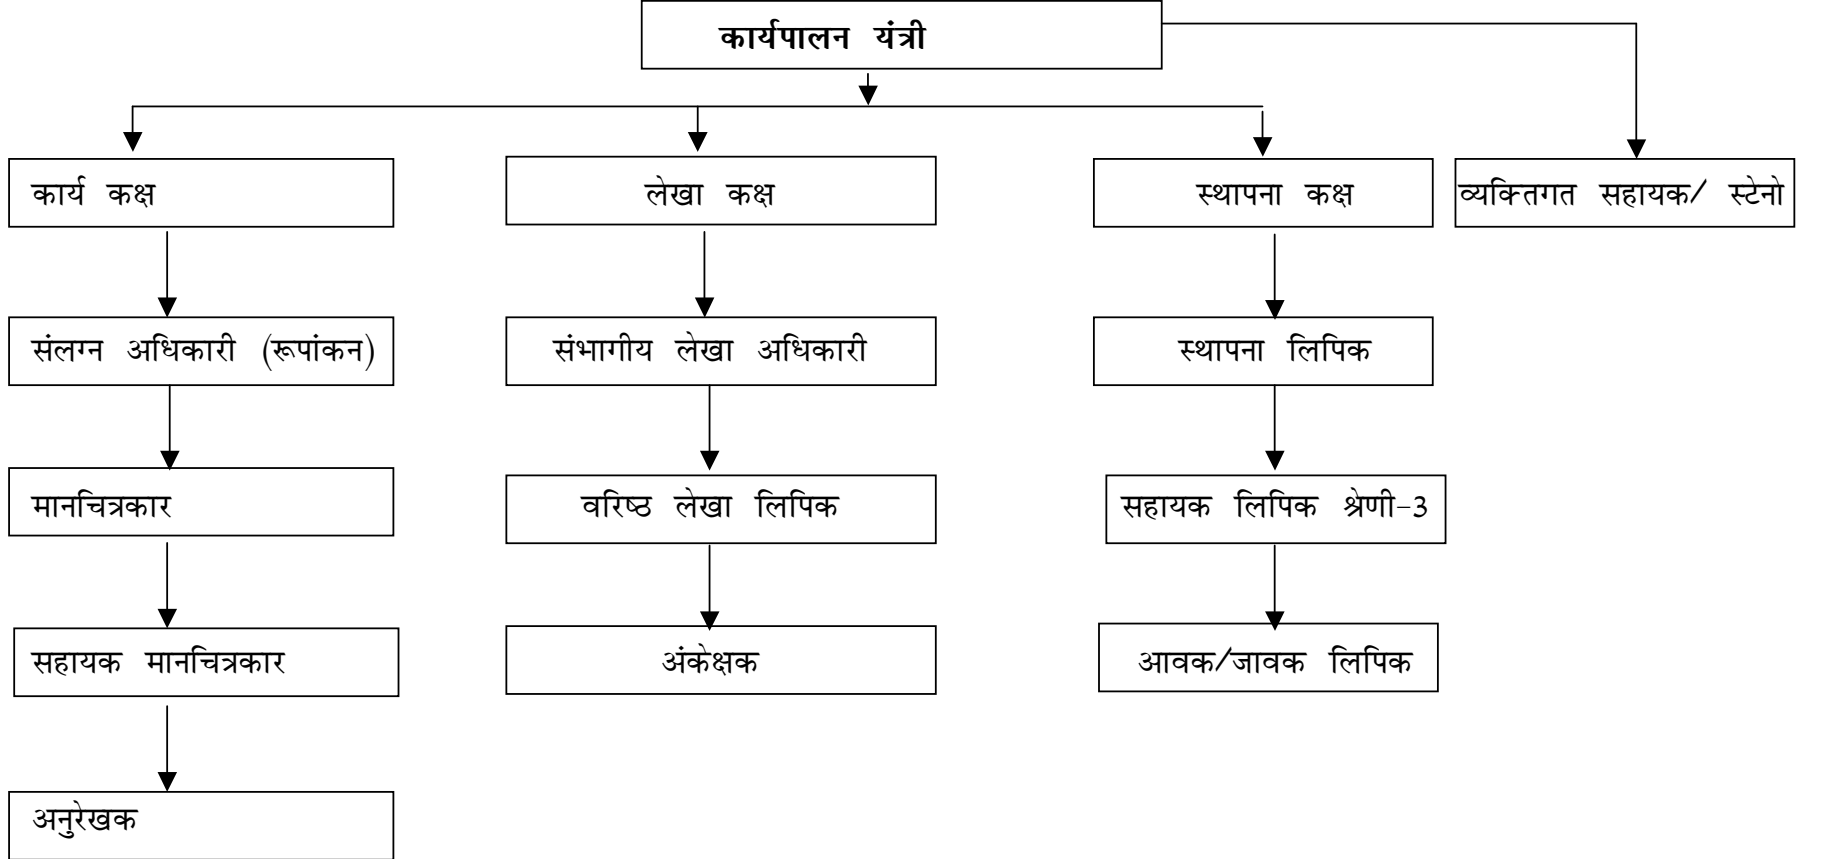 कार्यपालन यंत्री
कार्य कक्ष
लेखा कक्ष
स्थापना कक्ष
व्यक्तिगत सहायक/ स्टेनो
संलग्न अधिकारी (रूपांकन)
संभागीय लेखा अधिकारी
स्थापना लिपिक
मानचित्रकार
वरिष्ठ लेखा लिपिक
सहायक लिपिक श्रेणी-3
सहायक मानचित्रकार
अंकेक्षक
आवक/जावक लिपिक
अनुरेखक